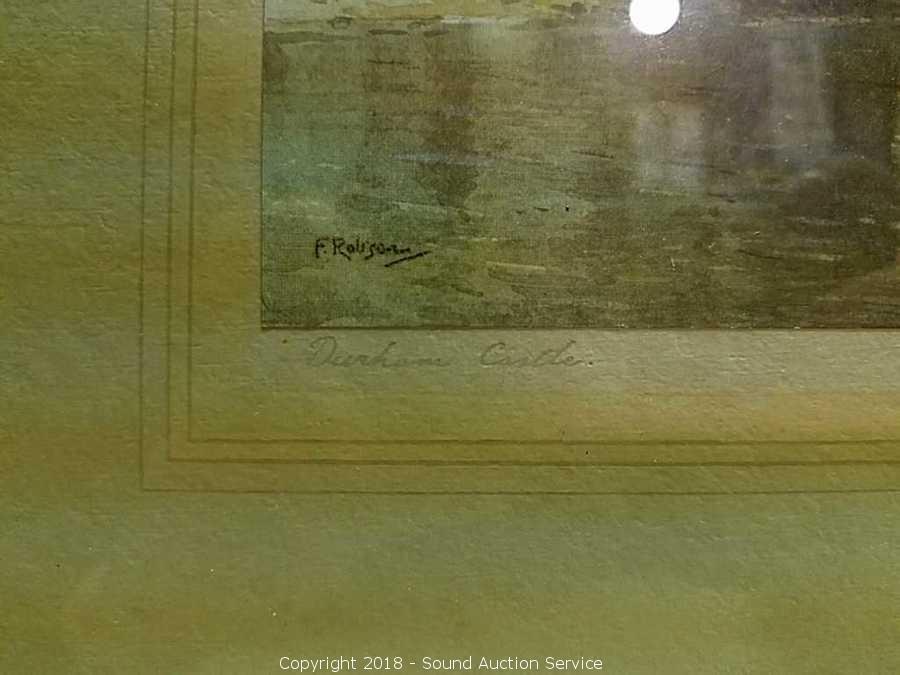 F. Robson
Durham Castle.
Copyright 2018 - Sound Auction Service